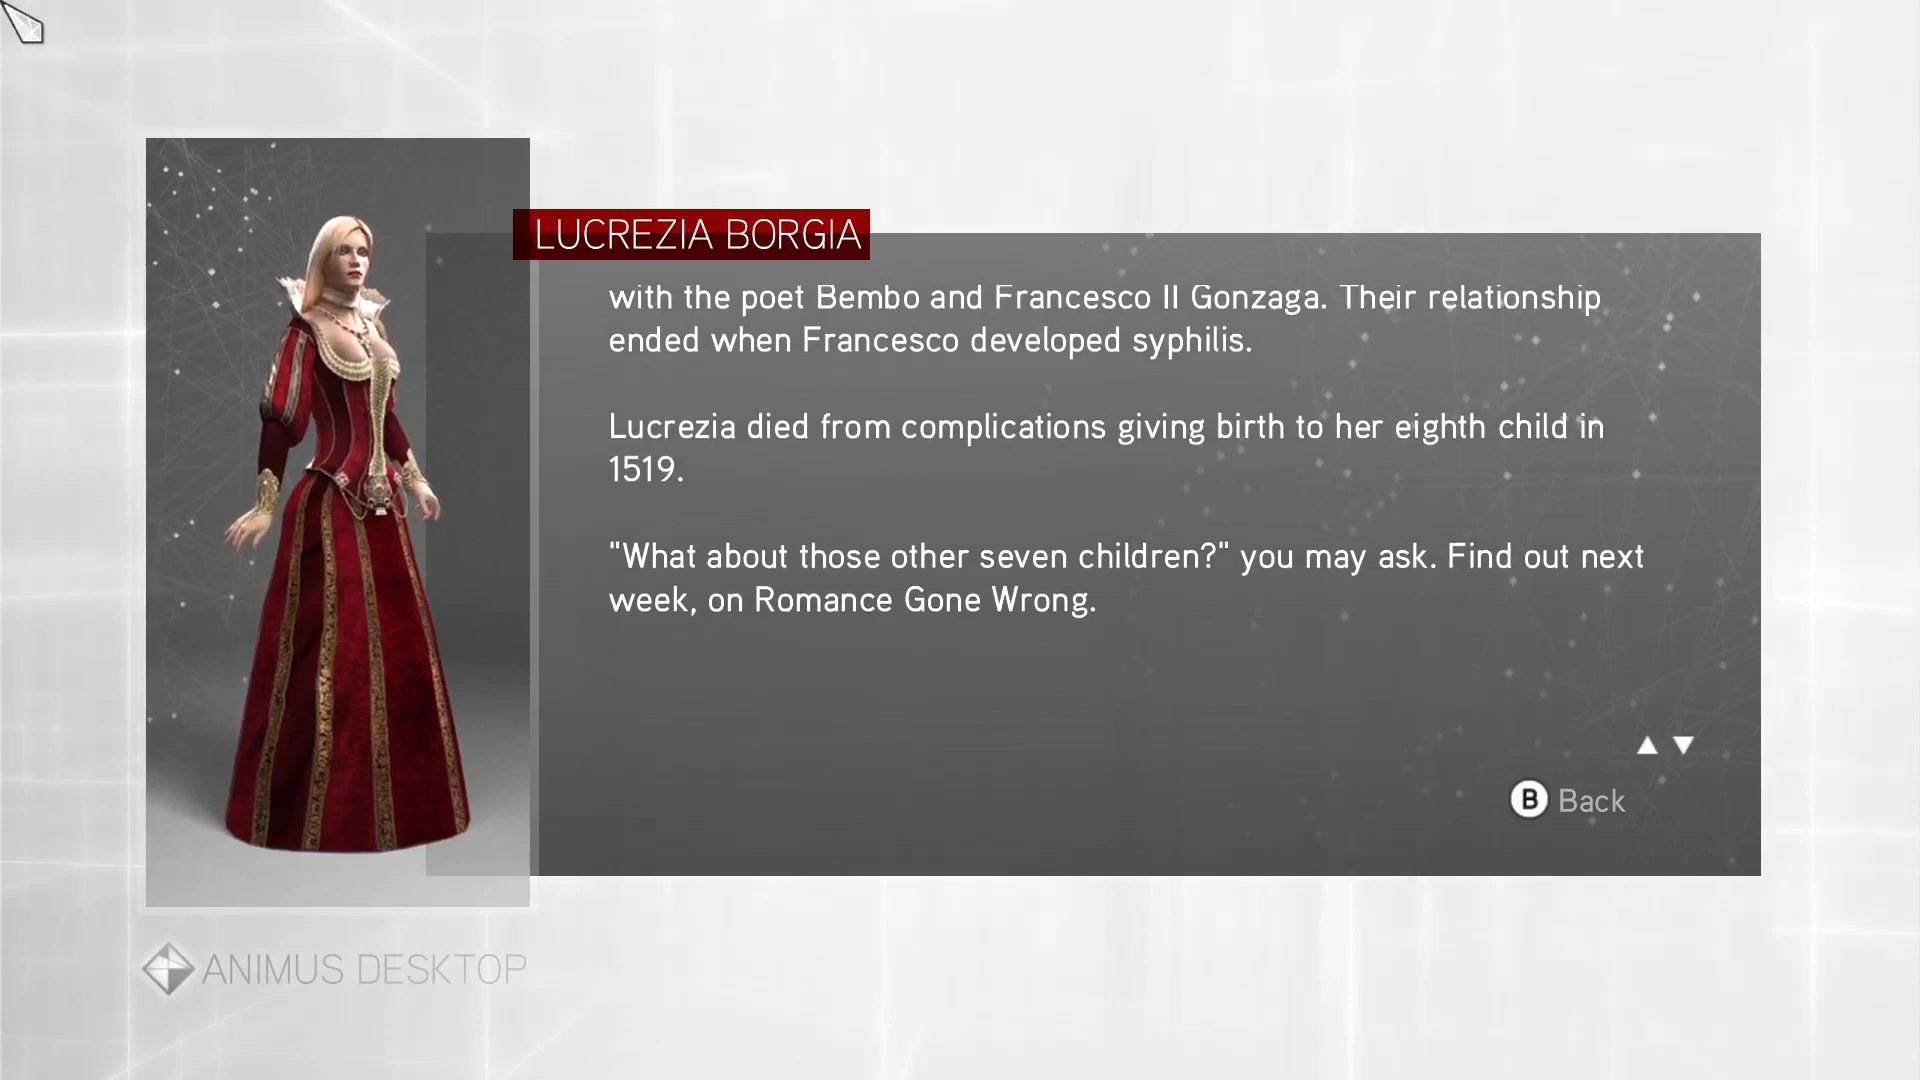 LUCREZIA BORGIA
with the poet Bembo and Francesco II Gonzaga. Their relationship
ended when Francesco developed syphilis.
Lucrezia died from complications giving birth to her eighth child in
1519.
"What about those other seven children?" you may ask. Find out next
week, on Romance Gone Wrong.
B Back
ANIMUS DESKTOP